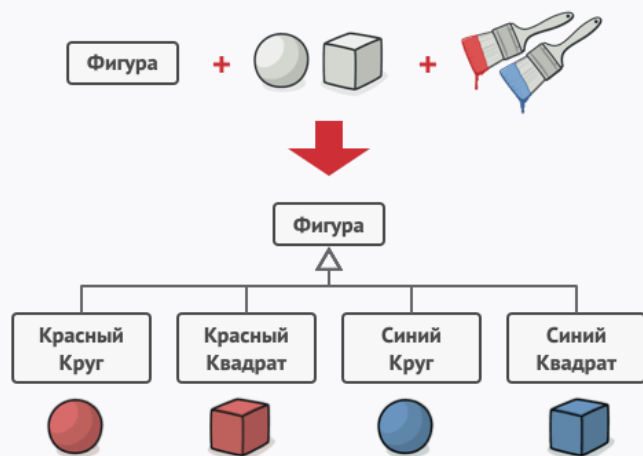 Фигура
Фигура
Красный
Круг
Красный
Квадрат
Синий
Круг
Синий
Квадрат